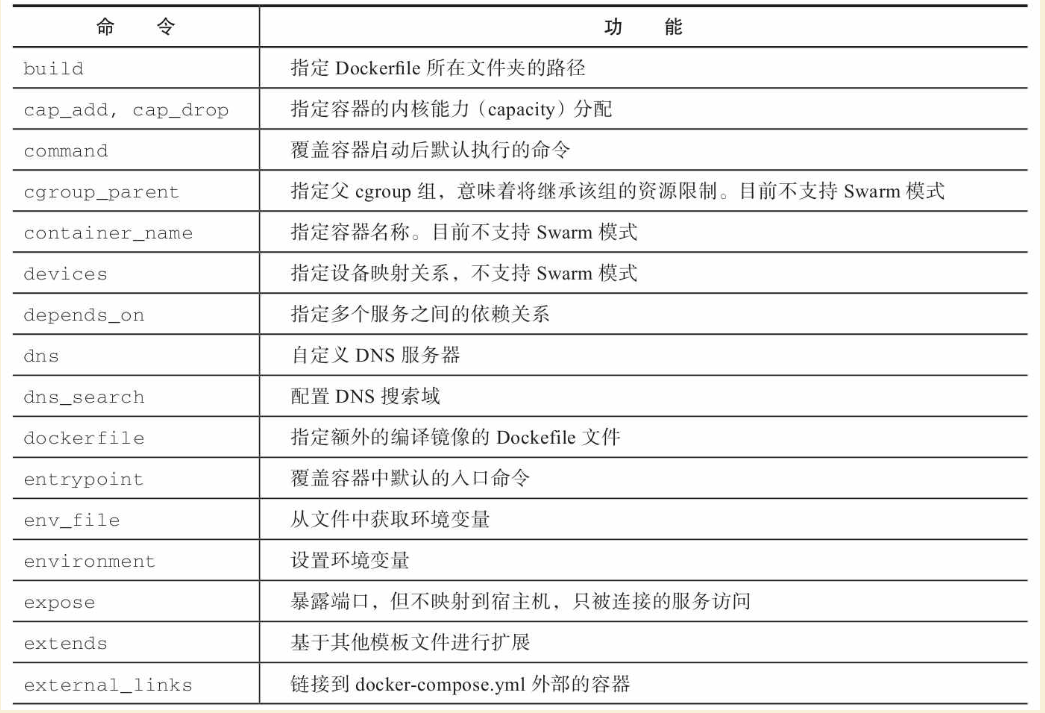 命 令 功 能
build 指定 Dockerfile 所在文件夹的路径
cap_add, cap_drop 指定容器的内核能力（capacity）分配
command 覆盖容器启动后默认执行的命令
cgroup_parent 指定父 cgroup 组，意味着将继承该组的资源限制。目前不支持 Swarm 模式
container_name 指定容器名称。目前不支持 Swarm 模式
devices 指定设备映射关系，不支持 Swarm 模式
depends_on 指定多个服务之间的依赖关系
dns 自定义 DNS 服务器
dns_search 配置 DNS 搜索域
dockerfile 指定额外的编译镜像的 Dockefile 文件
entrypoint 覆盖容器中默认的入口命令
env_file 从文件中获取环境变量
environment 设置环境变量
expose 暴露端口，但不映射到宿主机，只被连接的服务访问
extends 基于其他模板文件进行扩展
external_links 链接到 docker-compose.yml 外部的容器